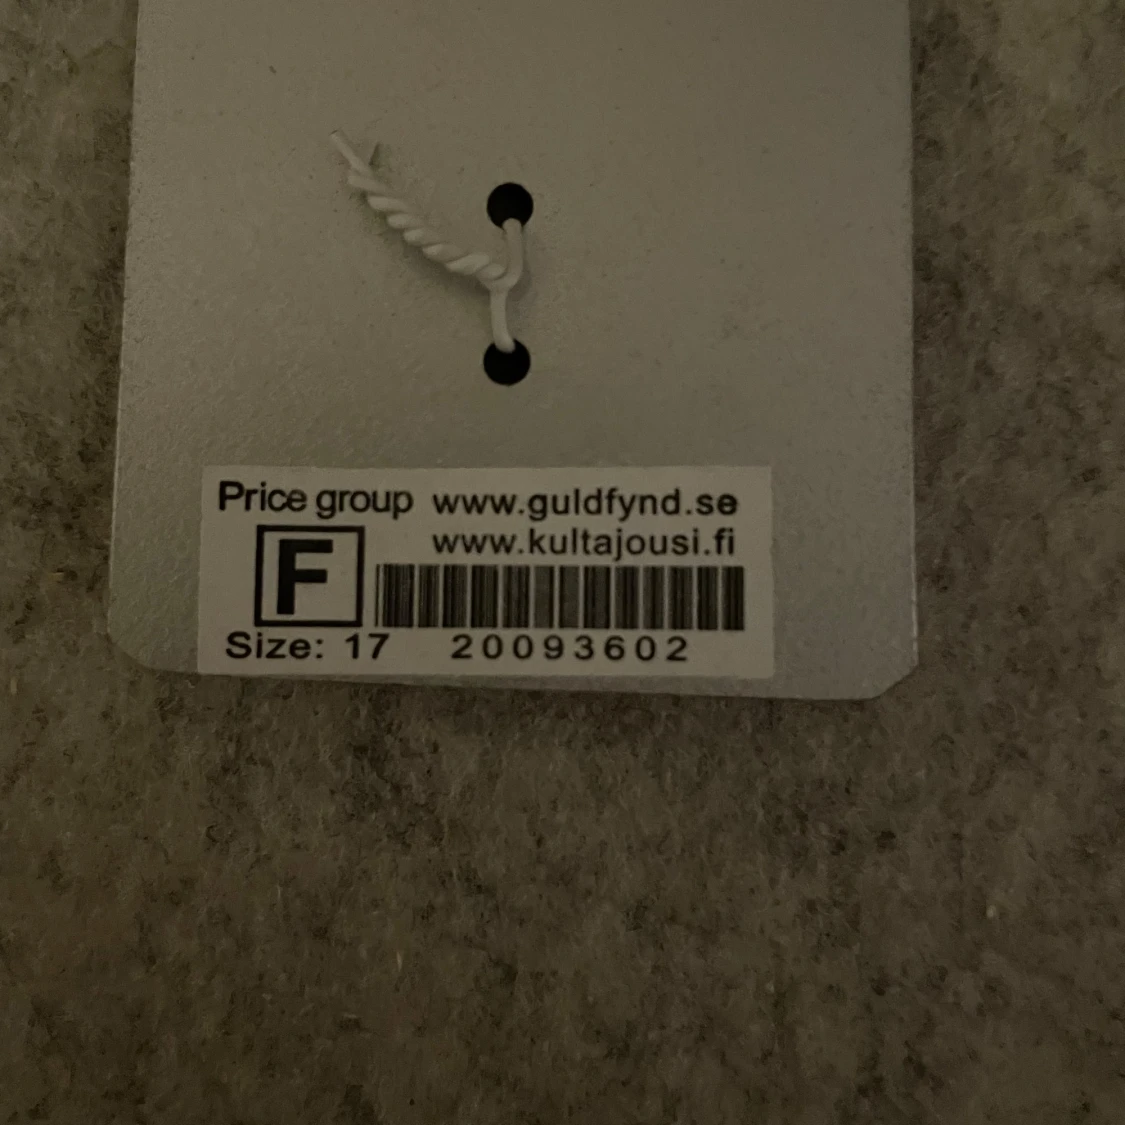 Price group www.guldfynd.se
www.kultajousi.fi
F
Size: 17 20093602